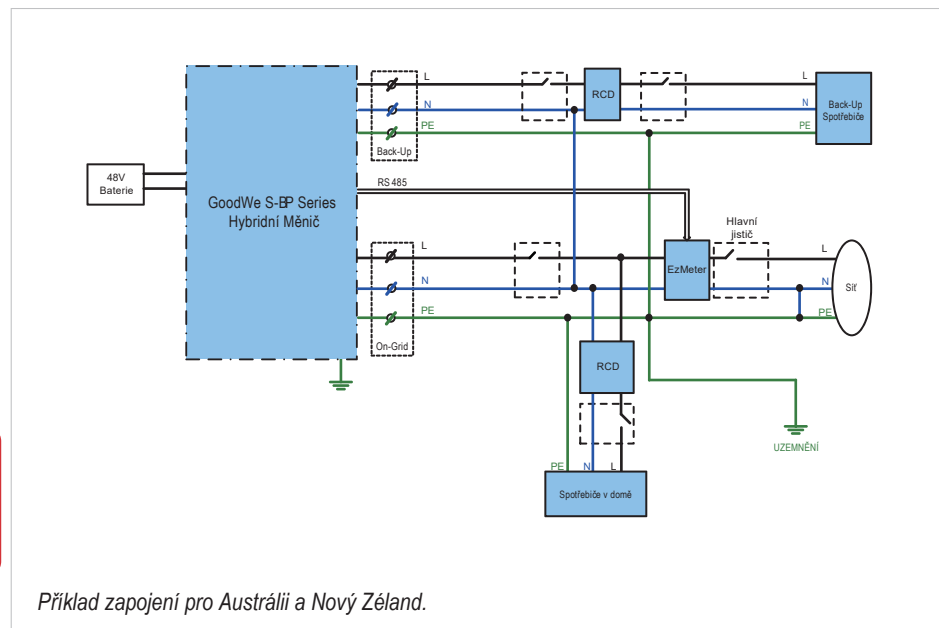 L
N
PE
Back-Up
RCD
L
N
PE
Back-Up
Spotřebiče
48V
Baterie
GoodWe S-BP Series
Hybridní Měnič
RS 485
L
N
PE
On-Grid
EzMeter
Hlavní
jistič
L
N
PE
Síť
RCD
PE
N
L
Spotřebiče v domě
UZEMNĚNÍ
Příklad zapojení pro Austrálii a Nový Zéland.